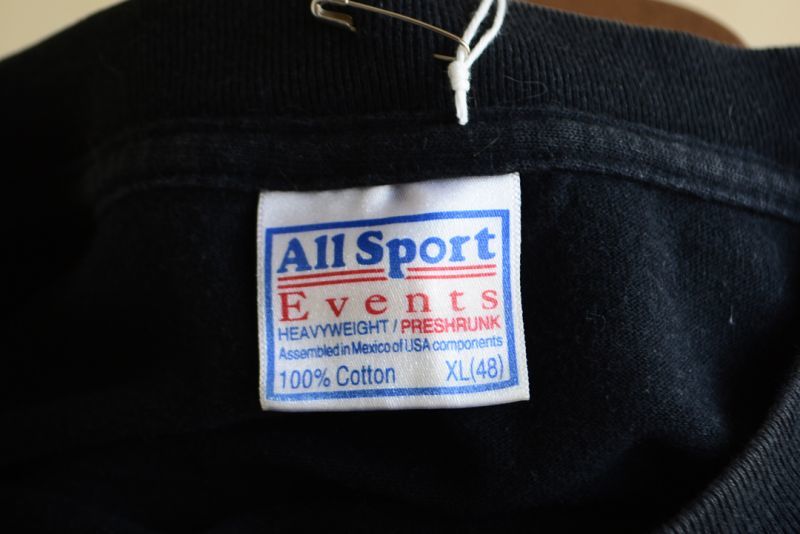 All Sport
Events
HEAVYWEIGHT / PRESHRUNK
Assembled in Mexico of USA components
100% Cotton XL(48)